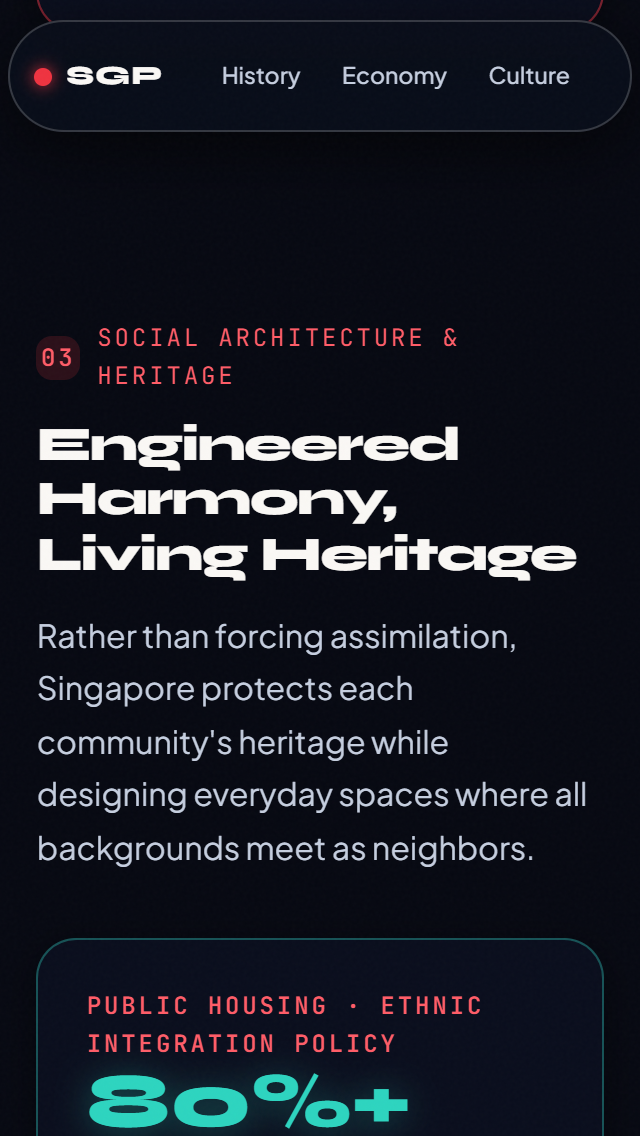 SGP History Economy Culture
03
SOCIAL ARCHITECTURE &
HERITAGE
Engineered
Harmony,
Living Heritage
Rather than forcing assimilation,
Singapore protects each
community's heritage while
designing everyday spaces where all
backgrounds meet as neighbors.
PUBLIC HOUSING · ETHNIC
INTEGRATION POLICY
80%+